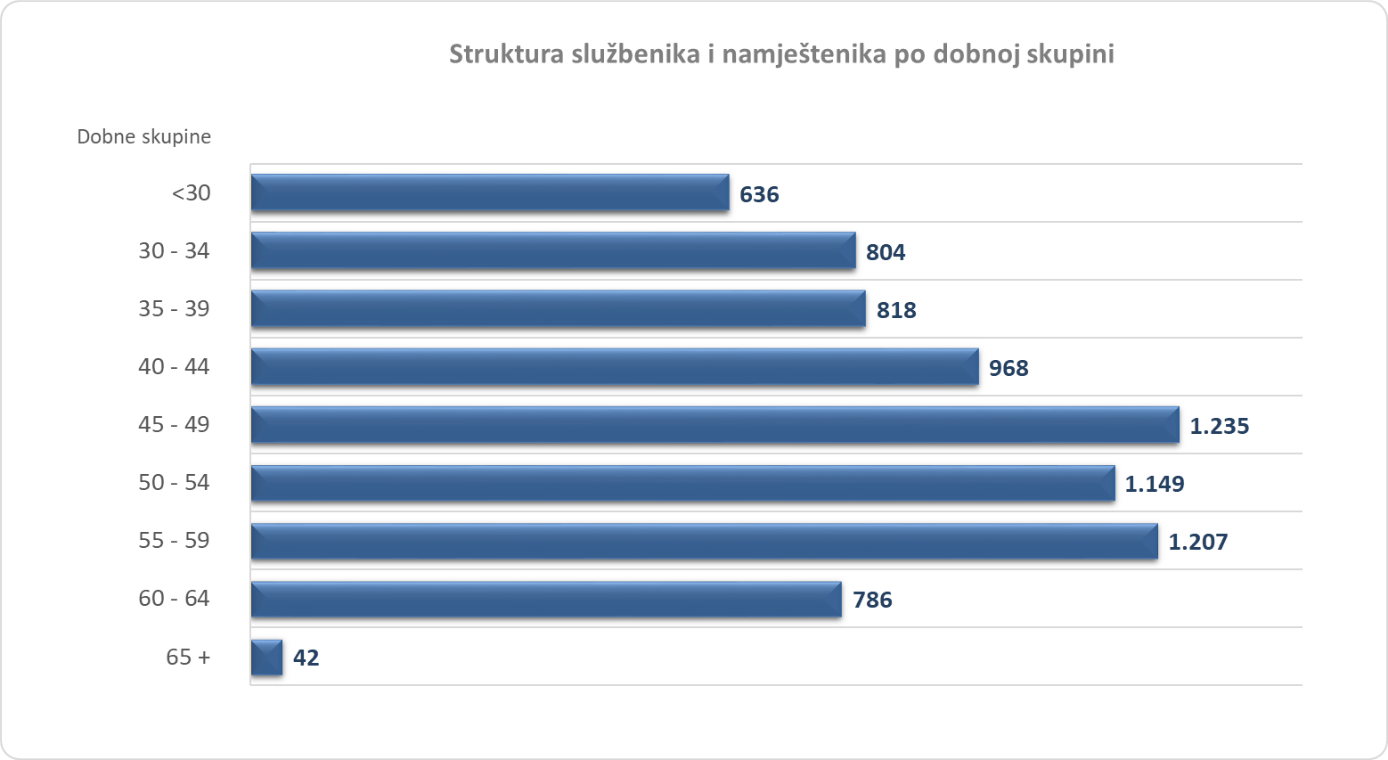 Struktura službenika i namještenika po dobnoj skupini
Dobne skupine
<30 636
30 - 34 804
35 - 39 818
40 - 44 968
45 - 49 1.235
50 - 54 1.149
55 - 59 1.207
60 - 64 786
65 + 42